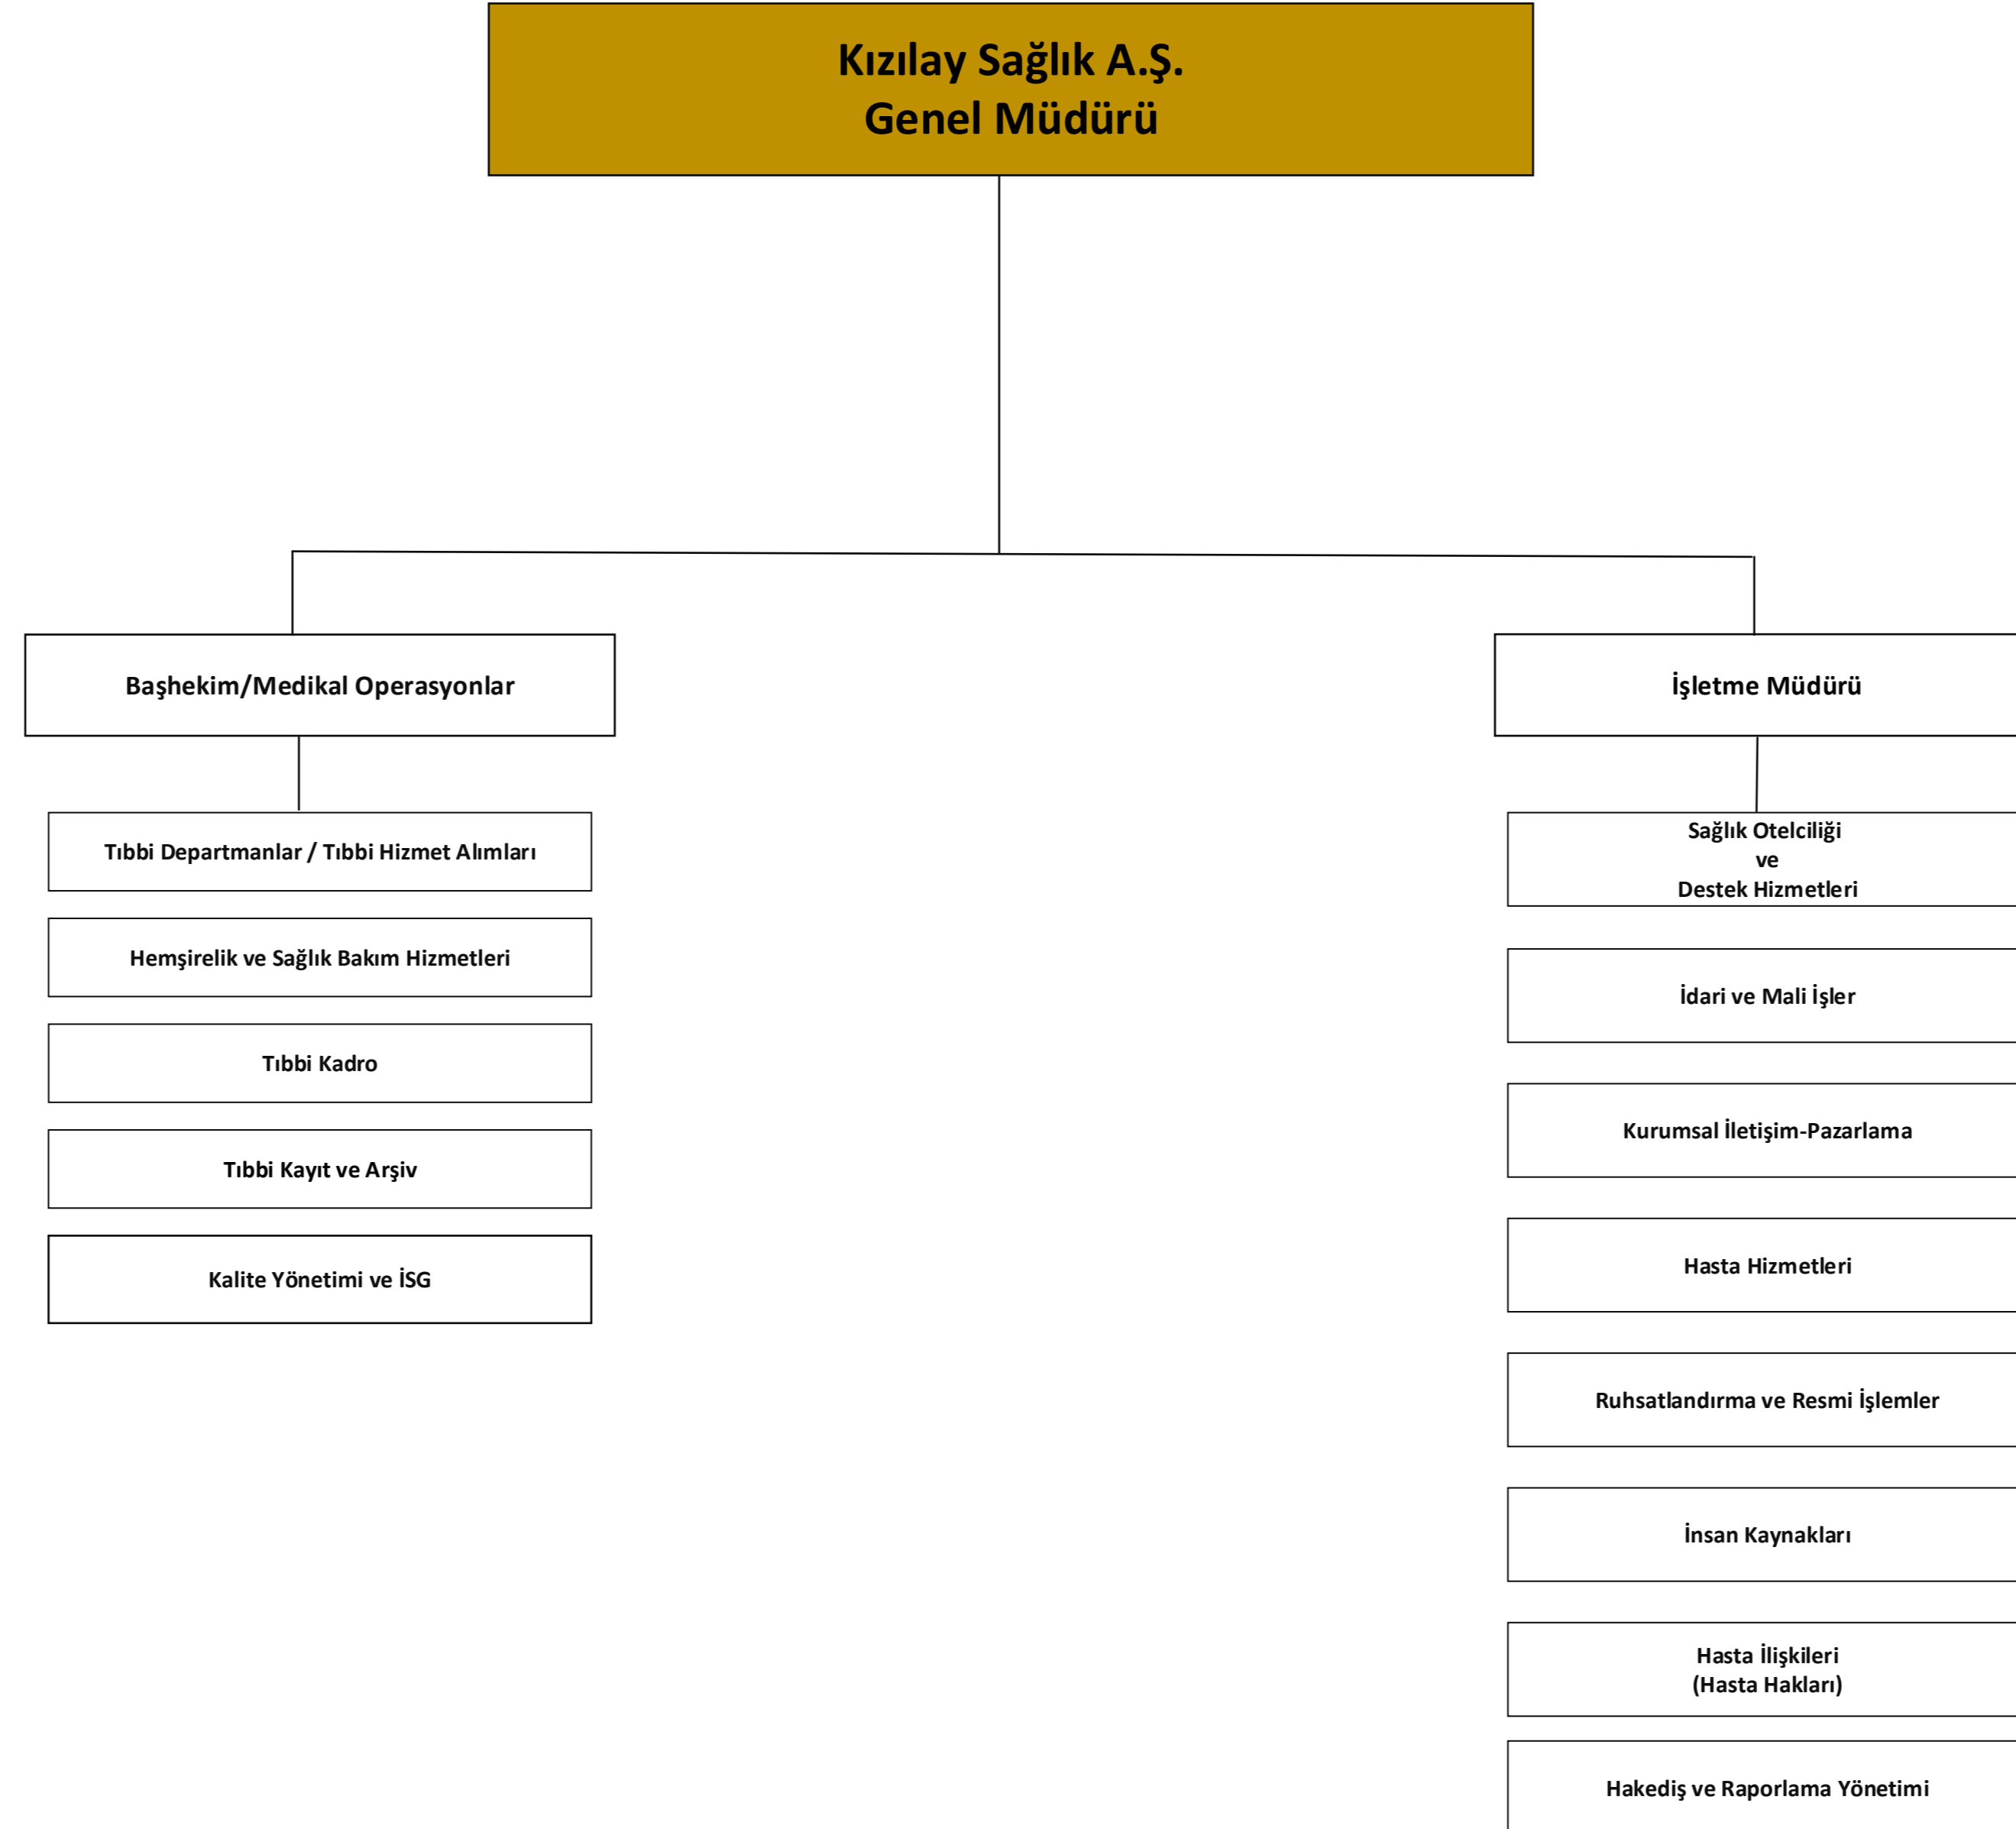 Kızılay Sağlık A.Ş.
Genel Müdürü
Başhekim/Medikal Operasyonlar
İşletme Müdürü
Tıbbi Departmanlar / Tıbbi Hizmet Alımları
Hemşirelik ve Sağlık Bakım Hizmetleri
Tıbbi Kadro
Tıbbi Kayıt ve Arşiv
Kalite Yönetimi ve İSG
Sağlık Otelciliği
ve
Destek Hizmetleri
İdari ve Mali İşler
Kurumsal İletişim-Pazarlama
Hasta Hizmetleri
Ruhsatlandırma ve Resmi İşlemler
İnsan Kaynakları
Hasta İlişkileri
(Hasta Hakları)
Hakediş ve Raporlama Yönetimi